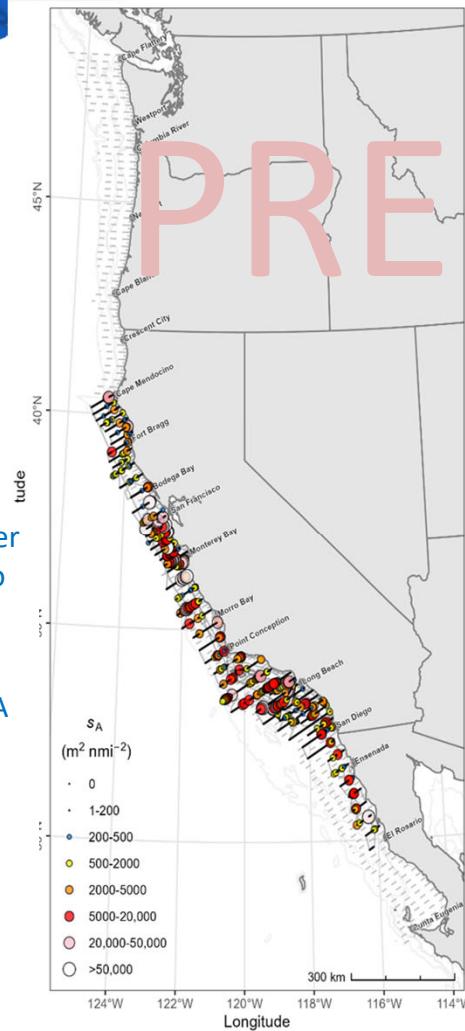 Cape Flattery
Westport
Columbia River
PRE
45°N
Cape Blan
Crescent City
Cape Mendocino
40°N
Fort Bragg
Bodega Bay
San Francisco
tude
Monterey Bay
er
Morro Bay
Point Conception
Long Beach
A
San Diego
sA
(m² nmi⁻²)
Ensenada
0
1-200
200-500
500-2000
El Rosario
2000-5000
5000-20,000
20,000-50,000
>50,000
Punta Eugenia
300 km
124°W 122°W 120°W 118°W 116°W 114°
Longitude